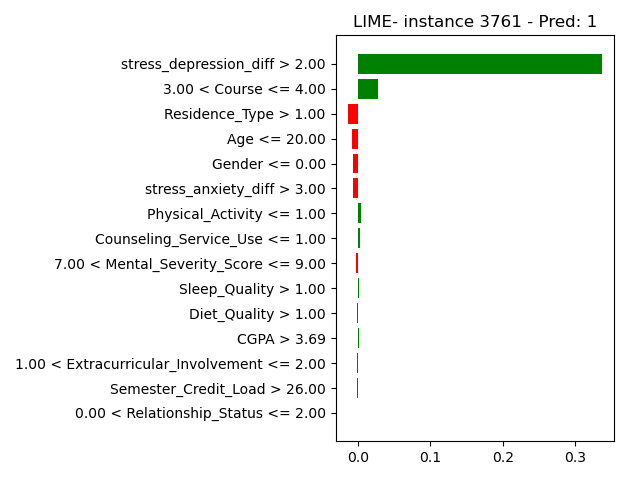 LIME- instance 3761 - Pred: 1
stress_depression_diff > 2.00
3.00 < Course <= 4.00
Residence_Type > 1.00
Age <= 20.00
Gender <= 0.00
stress_anxiety_diff > 3.00
Physical_Activity <= 1.00
Counseling_Service_Use <= 1.00
7.00 < Mental_Severity_Score <= 9.00
Sleep_Quality > 1.00
Diet_Quality > 1.00
CGPA > 3.69
1.00 < Extracurricular_Involvement <= 2.00
Semester_Credit_Load > 26.00
0.00 < Relationship_Status <= 2.00
0.0 0.1 0.2 0.3